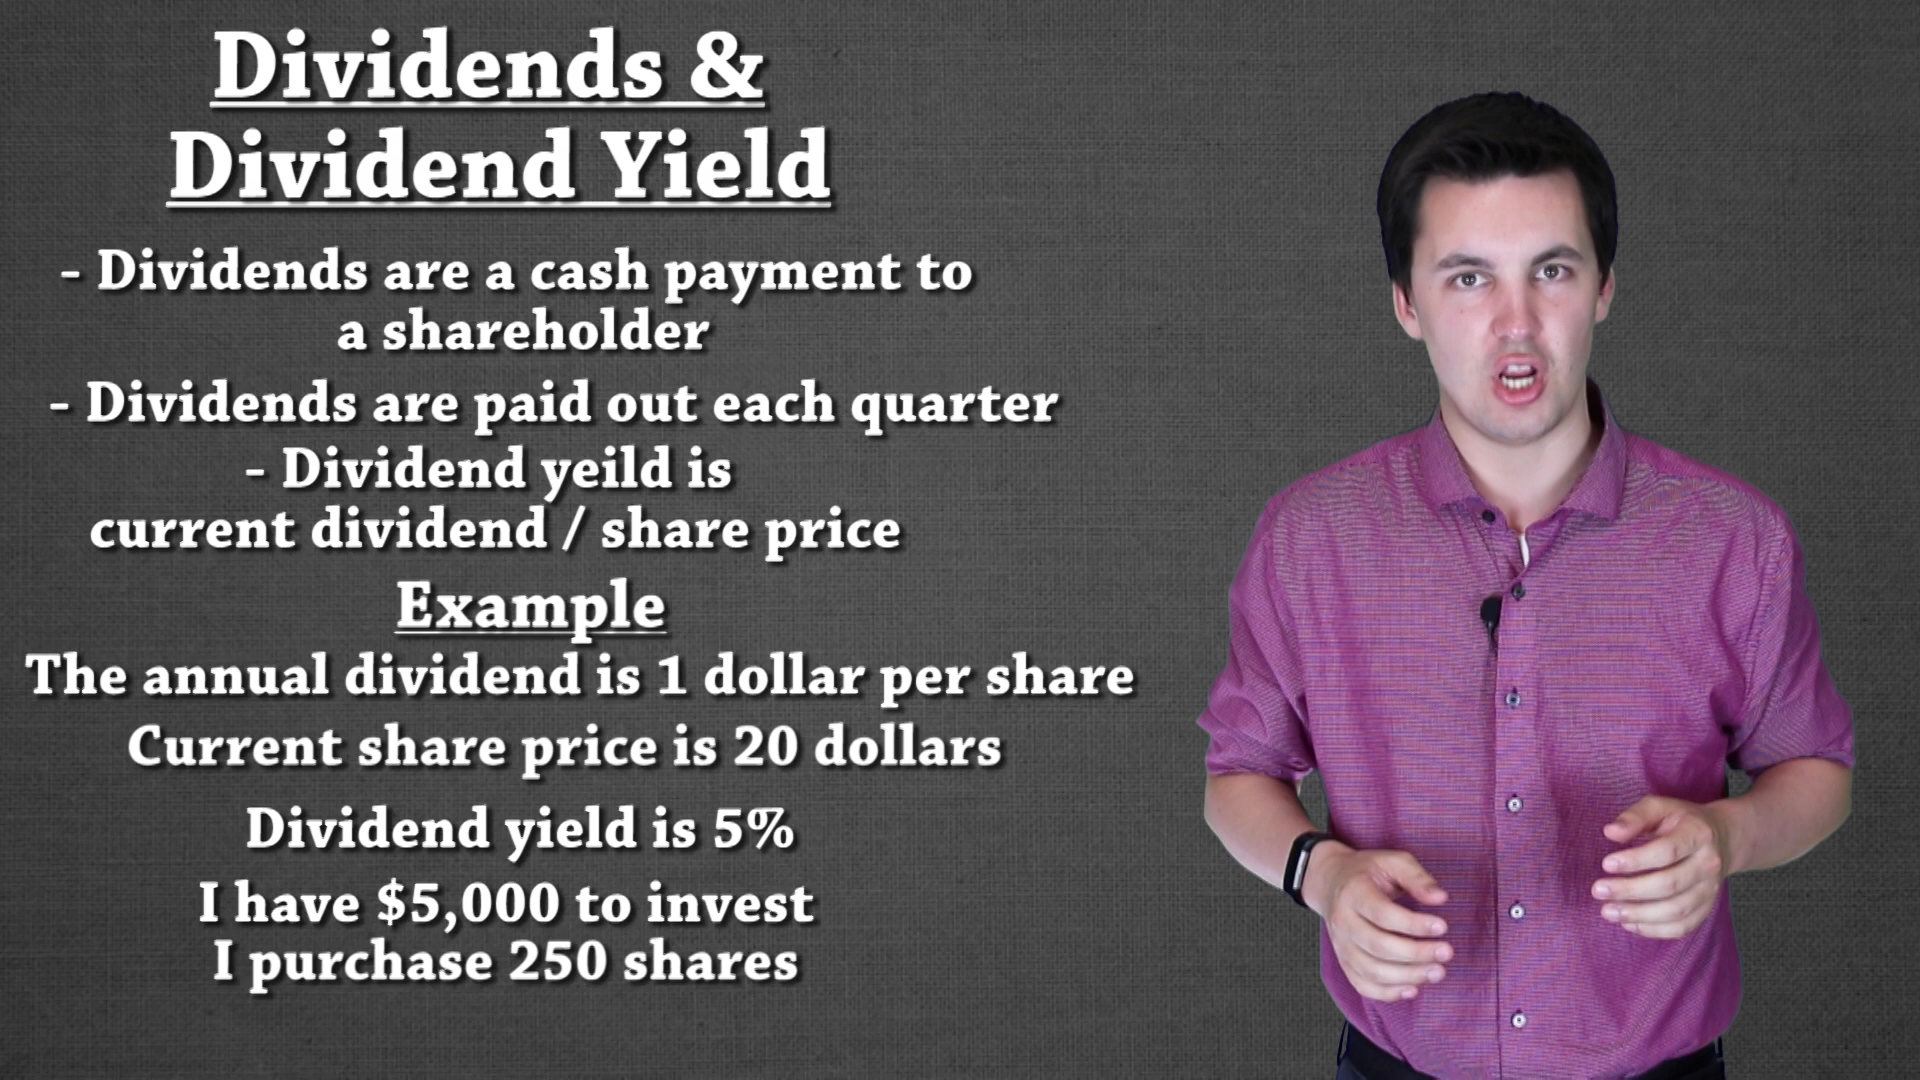 Dividends &
Dividend Yield
- Dividends are a cash payment to
a shareholder
- Dividends are paid out each quarter
- Dividend yeild is
current dividend / share price
Example
The annual dividend is 1 dollar per share
Current share price is 20 dollars
Dividend yield is 5%
I have $5,000 to invest
I purchase 250 shares